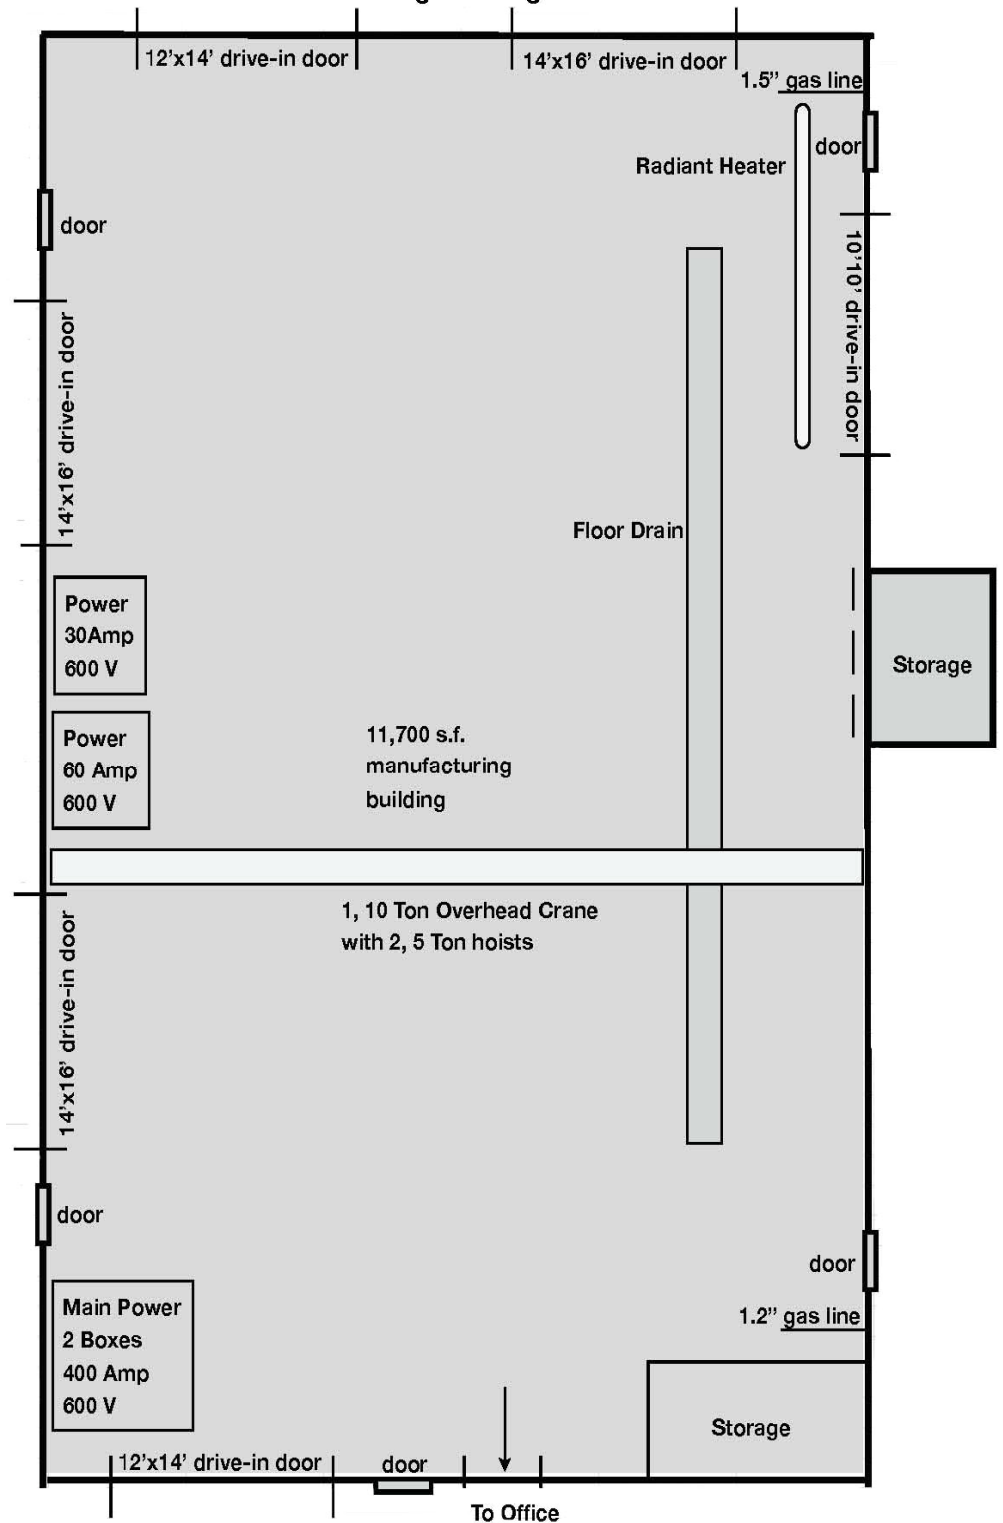 12'x14' drive-in door
14'x16' drive-in door
1.5” gas line
door
Radiant Heater
door
10'10' drive-in door
14'x16' drive-in door
Floor Drain
Power
30Amp
600 V
Storage
Power
60 Amp
600 V
11,700 s.f.
manufacturing
building
1, 10 Ton Overhead Crane
with 2, 5 Ton hoists
14'x16' drive-in door
door
door
Main Power
2 Boxes
400 Amp
600 V
1.2” gas line
Storage
12'x14' drive-in door
door
To Office